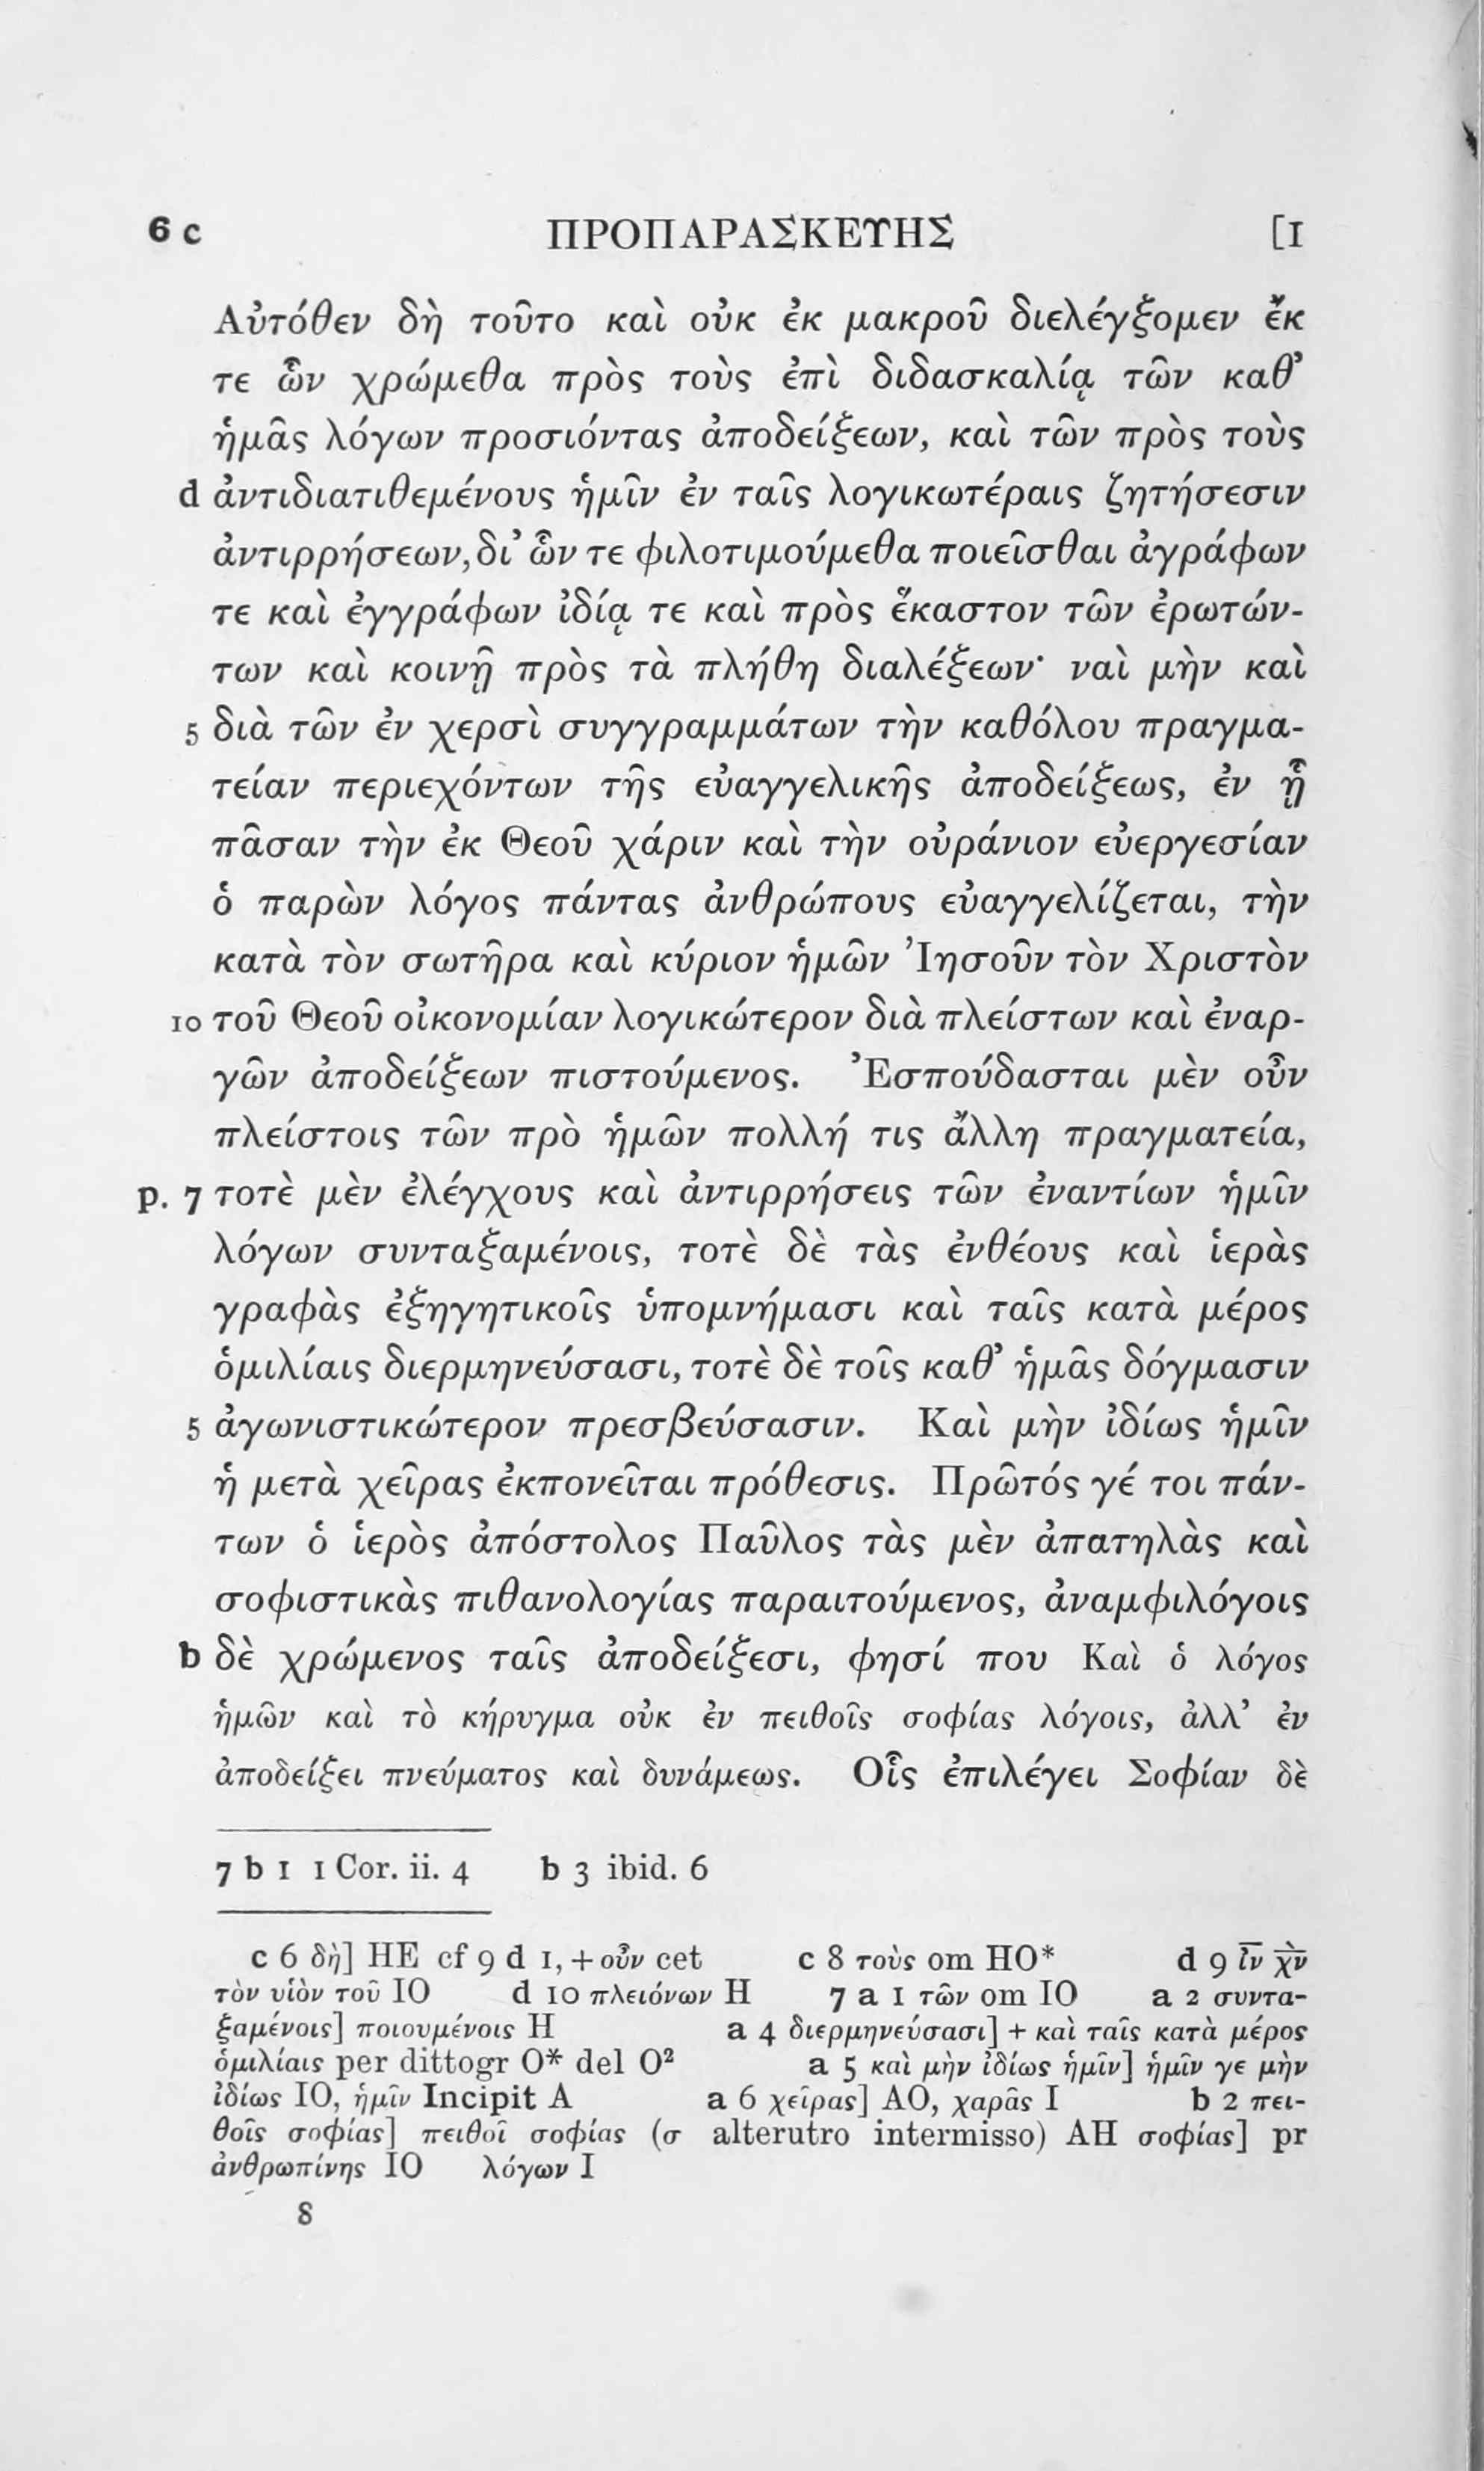 6 c ΠΡΟΠΑΡΑΣΚΕΥΗΣ [1
Αὐτόθεν δὴ τοῦτο καὶ οὐκ ἐκ μακροῦ διελέγξομεν ἔκ
τε ὧν χρώμεθα πρὸς τοὺς ἐπὶ διδασκαλίᾳ τῶν καθ’
ἡμᾶς λόγων προσιόντας ἀποδείξεων, καὶ τῶν πρὸς τοὺς
d ἀντιδιατιθεμένους ἡμῖν ἐν ταῖς λογικωτέραις ζητήσεσιν
ἀντιρρήσεων, δι’ ὧν τε φιλοτιμούμεθα ποιεῖσθαι ἀγράφων
τε καὶ ἐγγράφων ἰδίᾳ τε καὶ πρὸς ἕκαστον τῶν ἐρωτών-
των καὶ κοινῇ πρὸς τὰ πλήθη διαλέξεων· ναὶ μὴν καὶ
5 διὰ τῶν ἐν χερσὶ συγγραμμάτων τὴν καθόλου πραγμα-
τείαν περιεχόντων τῆς εὐαγγελικῆς ἀποδείξεως, ἐν ᾗ
πᾶσαν τὴν ἐκ Θεοῦ χάριν καὶ τὴν οὐράνιον εὐεργεσίαν
ὁ παρὼν λόγος πάντας ἀνθρώπους εὐαγγελίζεται, τὴν
κατὰ τὸν σωτῆρα καὶ κύριον ἡμῶν Ἰησοῦν τὸν Χριστὸν
10 τοῦ Θεοῦ οἰκονομίαν λογικώτερον διὰ πλείστων καὶ ἐναρ-
γῶν ἀποδείξεων πιστούμενος. Ἐσπούδασται μὲν οὖν
πλείστοις τῶν πρὸ ἡμῶν πολλή τις ἄλλη πραγματεία,
p. 7 τοτὲ μὲν ἐλέγχους καὶ ἀντιρρήσεις τῶν ἐναντίων ἡμῖν
λόγων συνταξαμένοις, τοτὲ δὲ τὰς ἐνθέους καὶ ἱερὰς
γραφὰς ἐξηγητικοῖς ὑπομνήμασι καὶ ταῖς κατὰ μέρος
ὁμιλίαις διερμηνεύσασι, τοτὲ δὲ τοῖς καθ’ ἡμᾶς δόγμασιν
5 ἀγωνιστικώτερον πρεσβεύσασιν. Καὶ μὴν ἰδίως ἡμῖν
ἡ μετὰ χεῖρας ἐκπονεῖται πρόθεσις. Πρῶτός γέ τοι πάν-
των ὁ ἱερὸς ἀπόστολος Παῦλος τὰς μὲν ἀπατηλὰς καὶ
σοφιστικὰς πιθανολογίας παραιτούμενος, ἀναμφιλόγοις
b δὲ χρώμενος ταῖς ἀποδείξεσι, φησί που Καὶ ὁ λόγος
ἡμῶν καὶ τὸ κήρυγμα οὐκ ἐν πειθοῖς σοφίας λόγοις, ἀλλ’ ἐν
ἀποδείξει πνεύματος καὶ δυνάμεως. Οἷς ἐπιλέγει Σοφίαν δὲ
7 b 1 1 Cor. ii. 4 b 3 ibid. 6
c 6 δὴ] HE cf 9 d 1, + οὖν cet c 8 τοὺς om HO* d 9 ῑν̄ χ̄ν̄
τὸν υἱὸν τοῦ IO d 10 πλειόνων H 7 a 1 τῶν om IO a 2 συντα-
ξαμένοις] ποιουμένοις H a 4 διερμηνεύσασι] + καὶ ταῖς κατὰ μέρος
ὁμιλίαις per dittogr O* del O² a 5 καὶ μὴν ἰδίως ἡμῖν] ἡμῖν γε μὴν
ἰδίως IO, ἡμῖν Incipit A a 6 χεῖρας] AO, χαρᾶς I b 2 πει-
θοῖς σοφίας] πειθοῖ σοφίας (σ alterutro intermisso) AH σοφίας] pr
ἀνθρωπίνης IO λόγων I
8